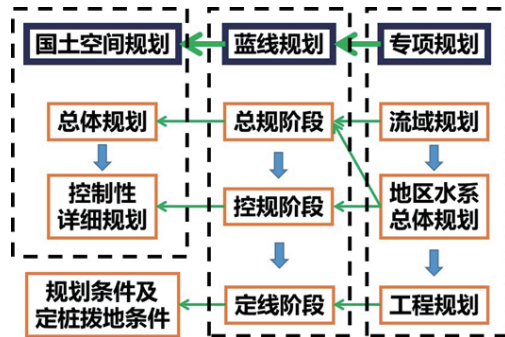 国土空间规划 蓝线规划 专项规划
总体规划 总规阶段 流域规划
控制性
详细规划
控规阶段
地区水系
总体规划
规划条件及
定桩拨地条件
定线阶段
工程规划